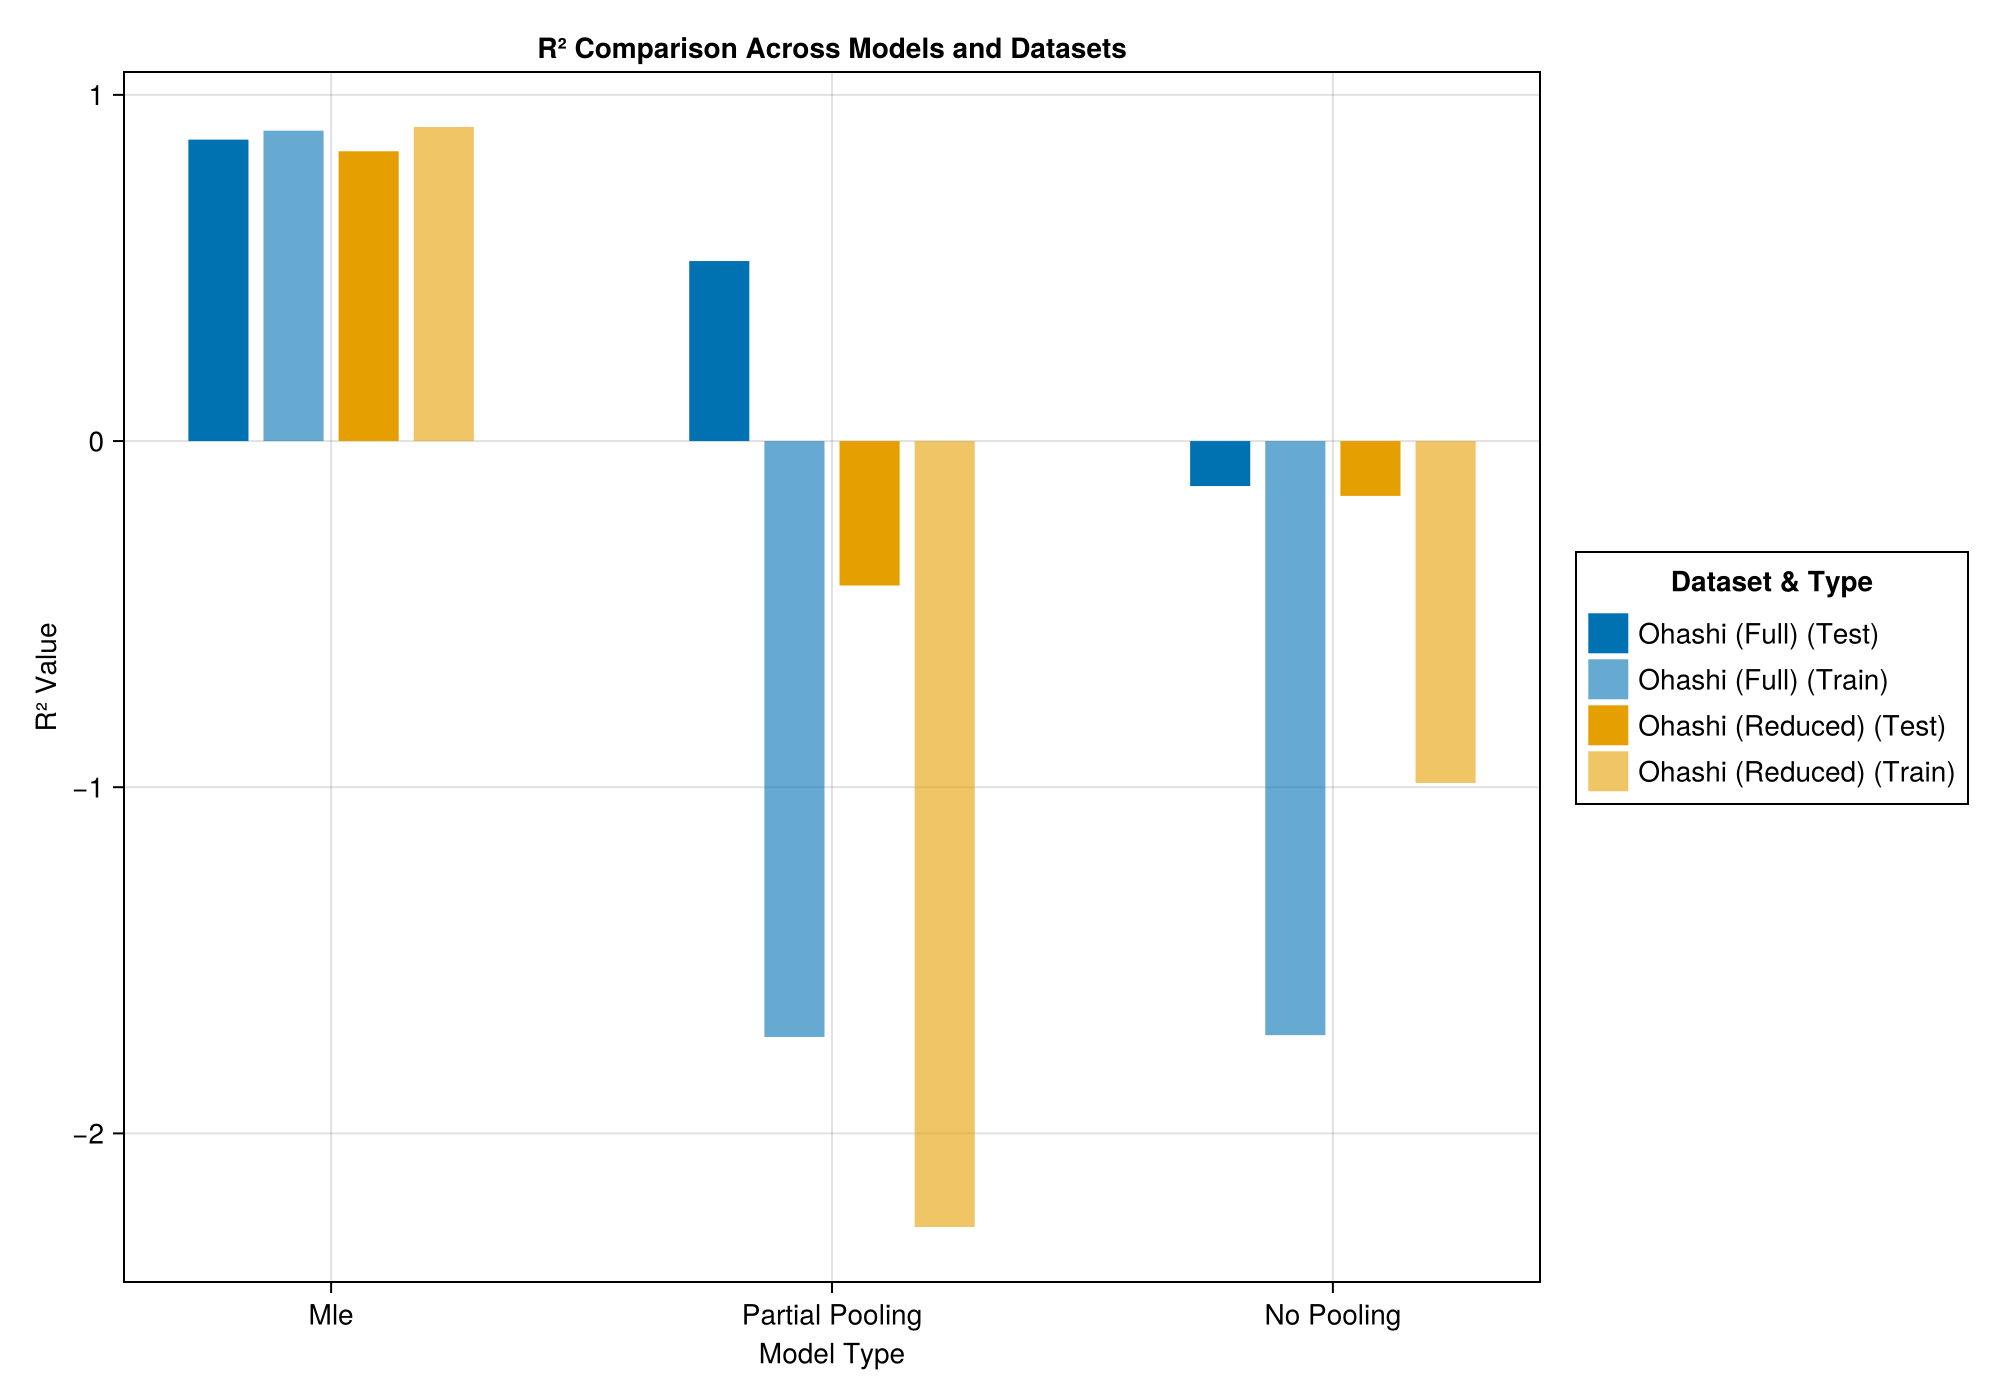 R² Comparison Across Models and Datasets
1
0
−1
−2
R² Value
Mle
Partial Pooling
No Pooling
Model Type
Dataset & Type
Ohashi (Full) (Test)
Ohashi (Full) (Train)
Ohashi (Reduced) (Test)
Ohashi (Reduced) (Train)